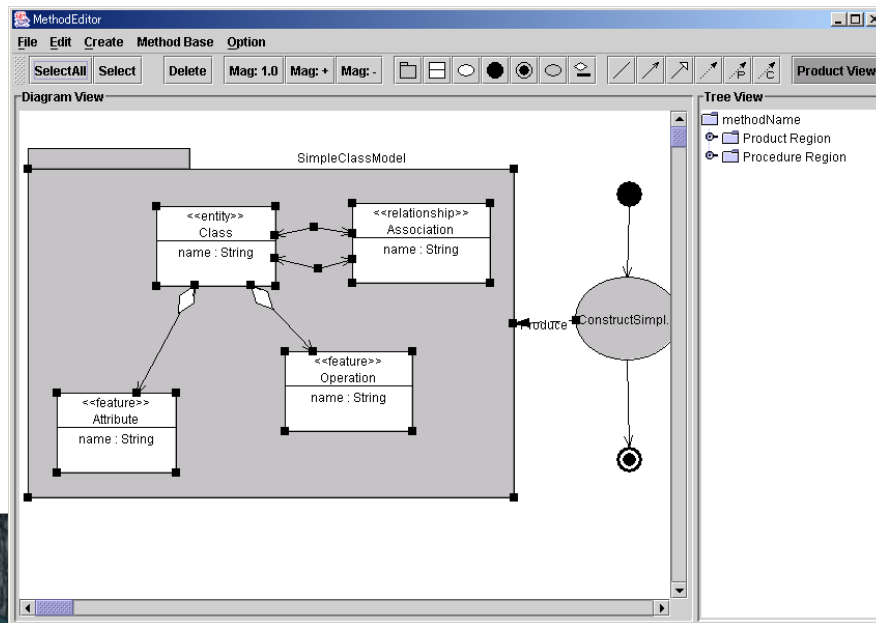 MethodEditor
File Edit Create Method Base Option
SelectAll Select Delete Mag: 1.0 Mag: + Mag: - P C Product View
Diagram View
SimpleClassModel
<<entity>>
Class
name : String
<<relationship>>
Association
name : String
<<feature>>
Operation
name : String
<<feature>>
Attribute
name : String
Produce
ConstructSimpl.
Tree View
methodName
Product Region
Procedure Region